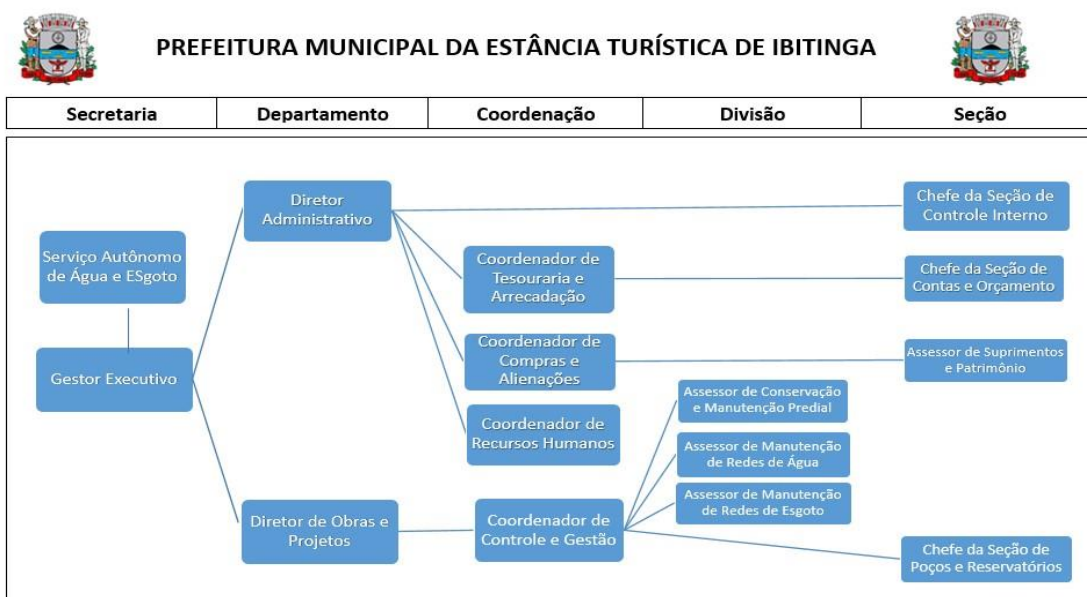 PREFEITURA MUNICIPAL DA ESTÂNCIA TURÍSTICA DE IBITINGA
Secretaria
Departamento
Coordenação
Divisão
Seção
Serviço Autônomo
de Água e ESgoto
Gestor Executivo
Diretor
Administrativo
Chefe da Seção de
Controle Interno
Coordenador de
Tesouraria e
Arrecadação
Chefe da Seção de
Contas e Orçamento
Coordenador de
Compras e
Alienações
Assessor de Suprimentos
e Patrimônio
Coordenador de
Recursos Humanos
Diretor de Obras e
Projetos
Coordenador de
Controle e Gestão
Assessor de Conservação
e Manutenção Predial
Assessor de Manutenção
de Redes de Água
Assessor de Manutenção
de Redes de Esgoto
Chefe da Seção de
Poços e Reservatórios